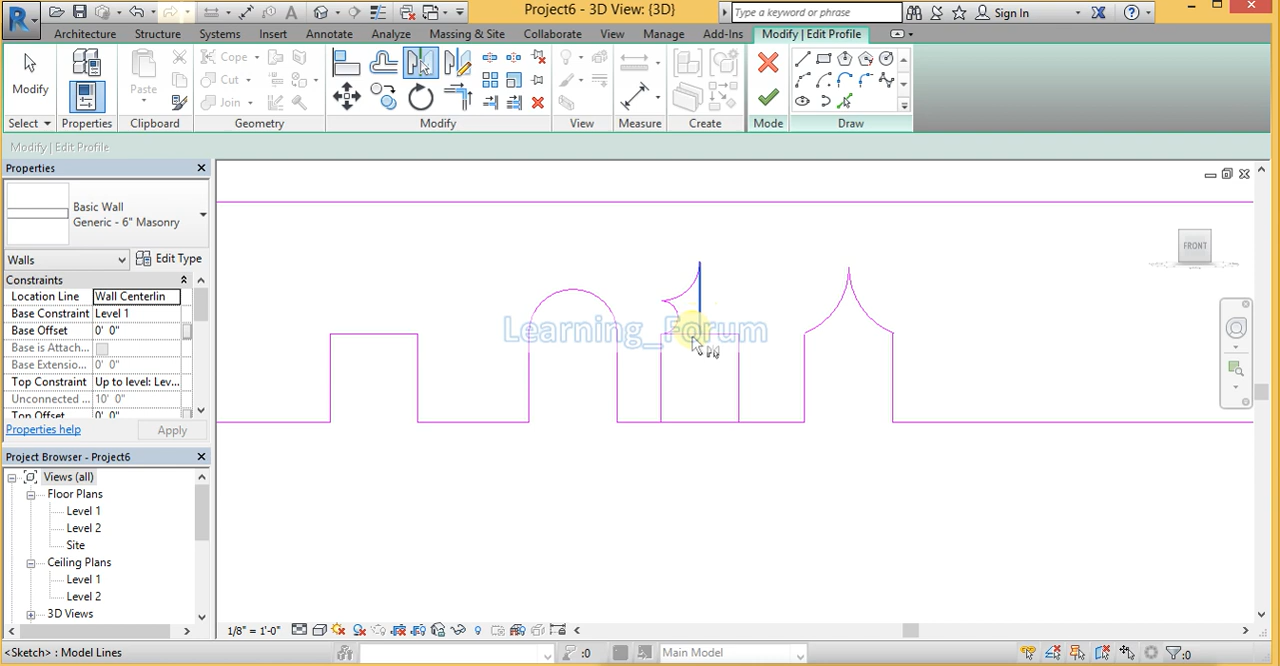 Project6 - 3D View: {3D}
Type a keyword or phrase
Sign In
Architecture Structure Systems Insert Annotate Analyze Massing & Site Collaborate View Manage Add-Ins Modify | Edit Profile
Modify
Paste
Cope
Cut
Join
Select Properties Clipboard Geometry Modify View Measure Create Mode Draw
Modify | Edit Profile
Properties
Basic Wall
Generic - 6" Masonry
Walls
Edit Type
Constraints
Location Line Wall Centerlin
Base Constraint Level 1
Base Offset 0' 0"
Base is Attach...
Base Extensio... 0' 0"
Top Constraint Up to level: Lev...
Unconnected ... 10' 0"
Top Offset 0' 0"
Properties help
Apply
Project Browser - Project6
Views (all)
Floor Plans
Level 1
Level 2
Site
Ceiling Plans
Level 1
Level 2
3D Views
FRONT
Learning_Forum
1/8" = 1'-0"
<Sketch> : Model Lines
:0
Main Model
:0